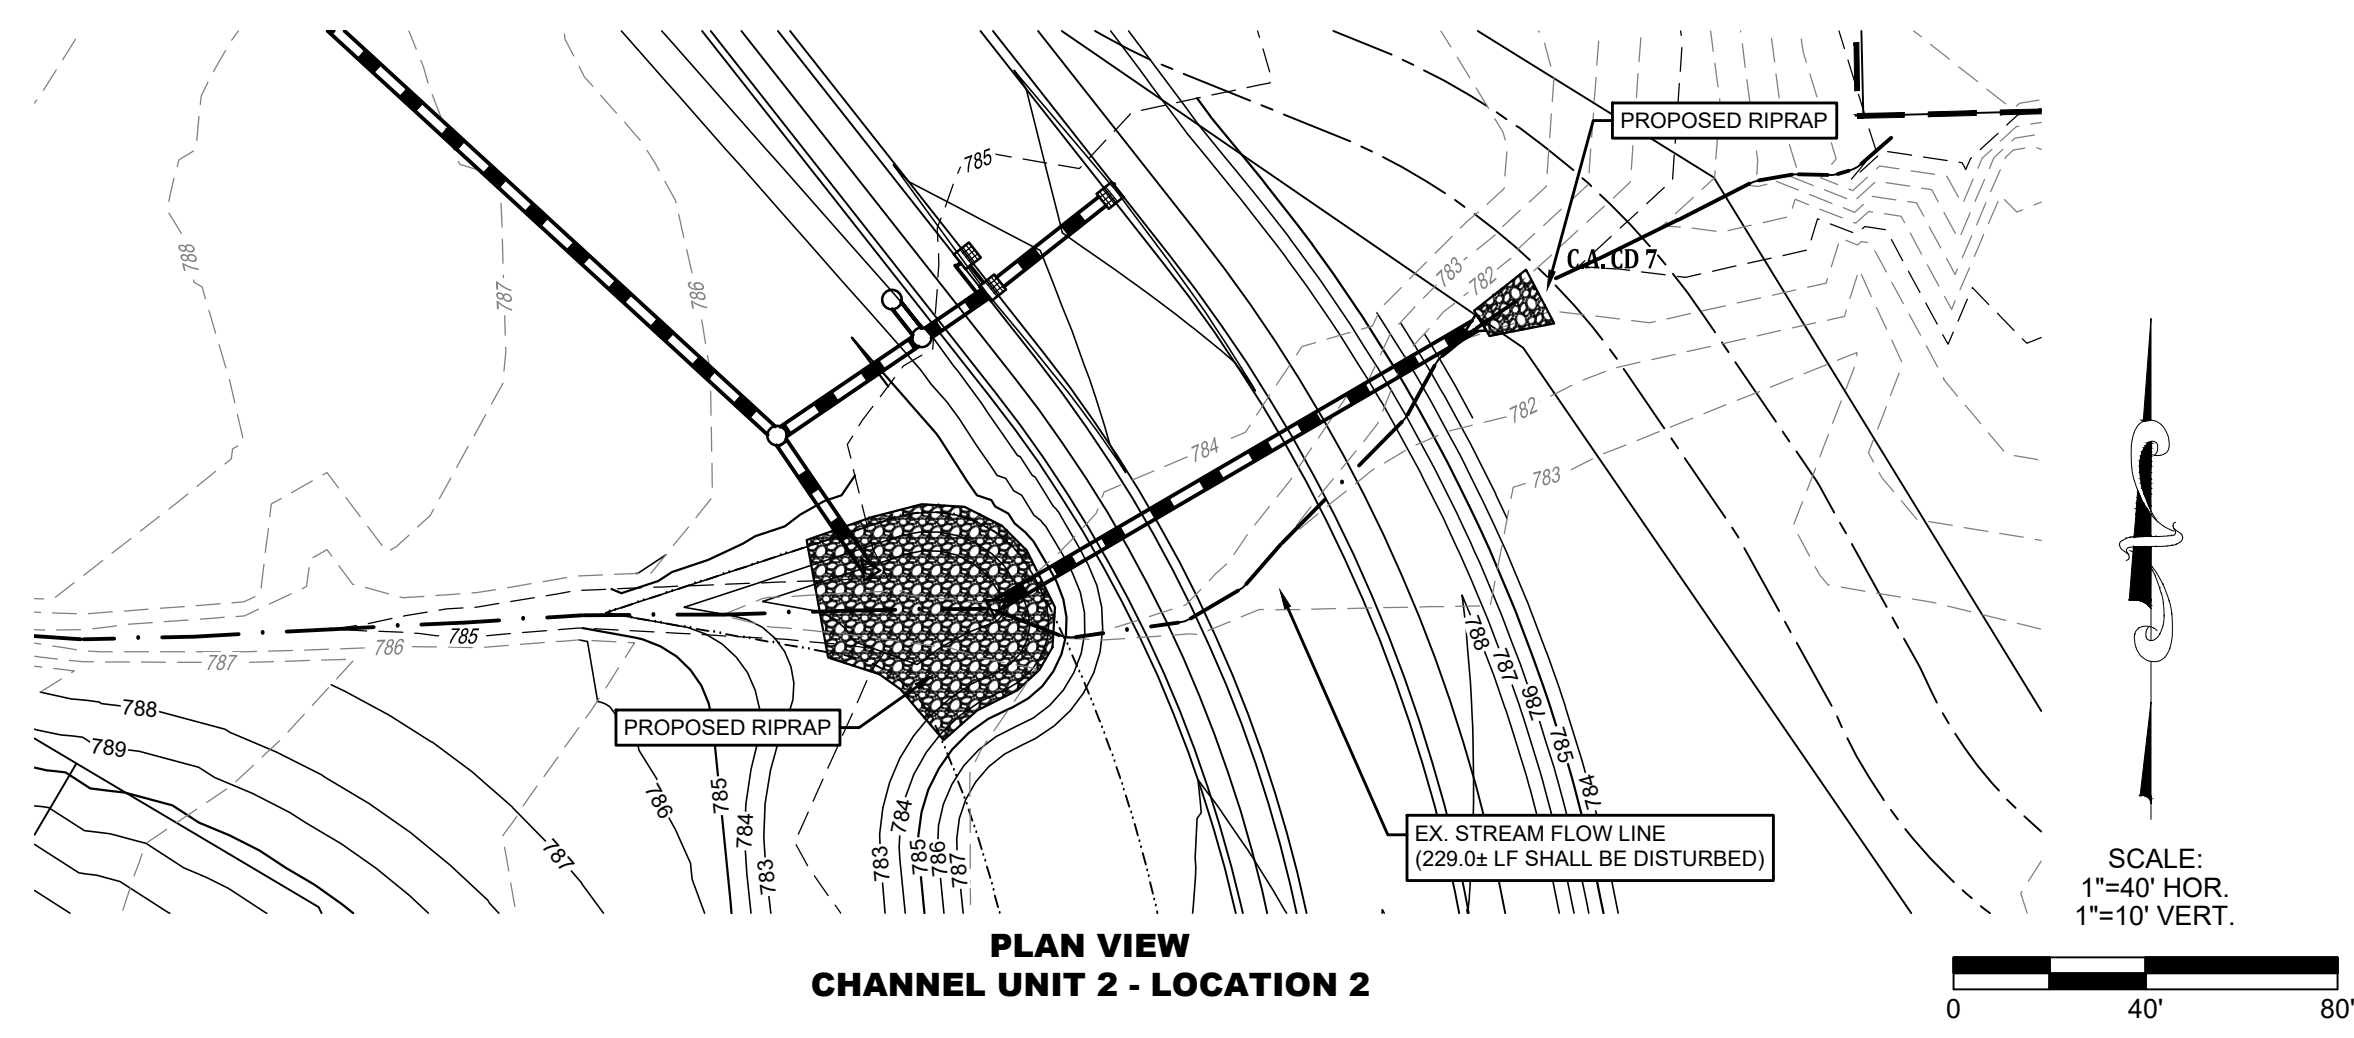 PROPOSED RIPRAP
785
C.A. CD 7
788
787
786
783
782
784
782
783
785
786
787
788
789
PROPOSED RIPRAP
788
787
786
785
784
786
785
784
783
787
783
784
785
786
787
EX. STREAM FLOW LINE
(229.0± LF SHALL BE DISTURBED)
SCALE:
1"=40' HOR.
1"=10' VERT.
PLAN VIEW
CHANNEL UNIT 2 - LOCATION 2
0 40' 80'